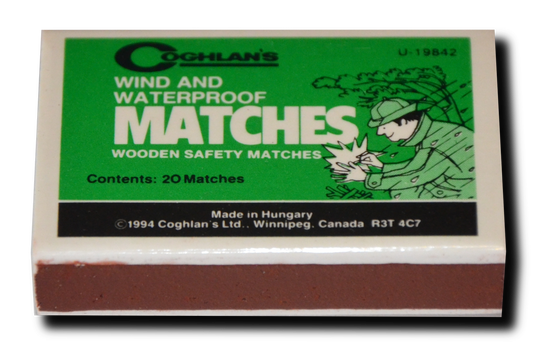 COGHLAN'S
U-19842
WIND AND
WATERPROOF
MATCHES
WOODEN SAFETY MATCHES
Contents: 20 Matches
Made in Hungary
©1994 Coghlan's Ltd., Winnipeg, Canada R3T 4C7